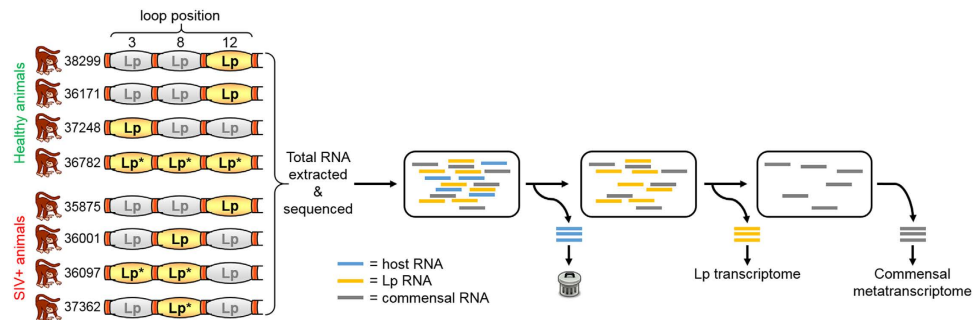 loop position
3 8 12
Healthy animals
38299 Lp Lp Lp
36171 Lp Lp Lp
37248 Lp Lp Lp
36782 Lp* Lp* Lp*
SIV+ animals
35875 Lp Lp Lp
36001 Lp Lp Lp
36097 Lp* Lp* Lp
37362 Lp Lp* Lp
Total RNA
extracted
&
sequenced
= host RNA
= Lp RNA
= commensal RNA
Lp transcriptome
Commensal
metatranscriptome